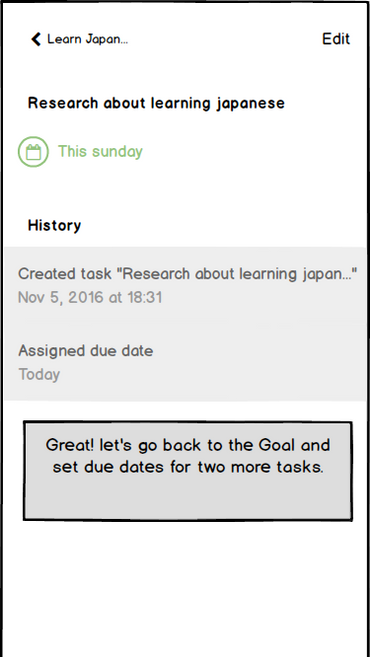 Learn Japan...
Edit
Research about learning japanese
This sunday
History
Created task "Research about learning japan..."
Nov 5, 2016 at 18:31
Assigned due date
Today
Great! let's go back to the Goal and
set due dates for two more tasks.